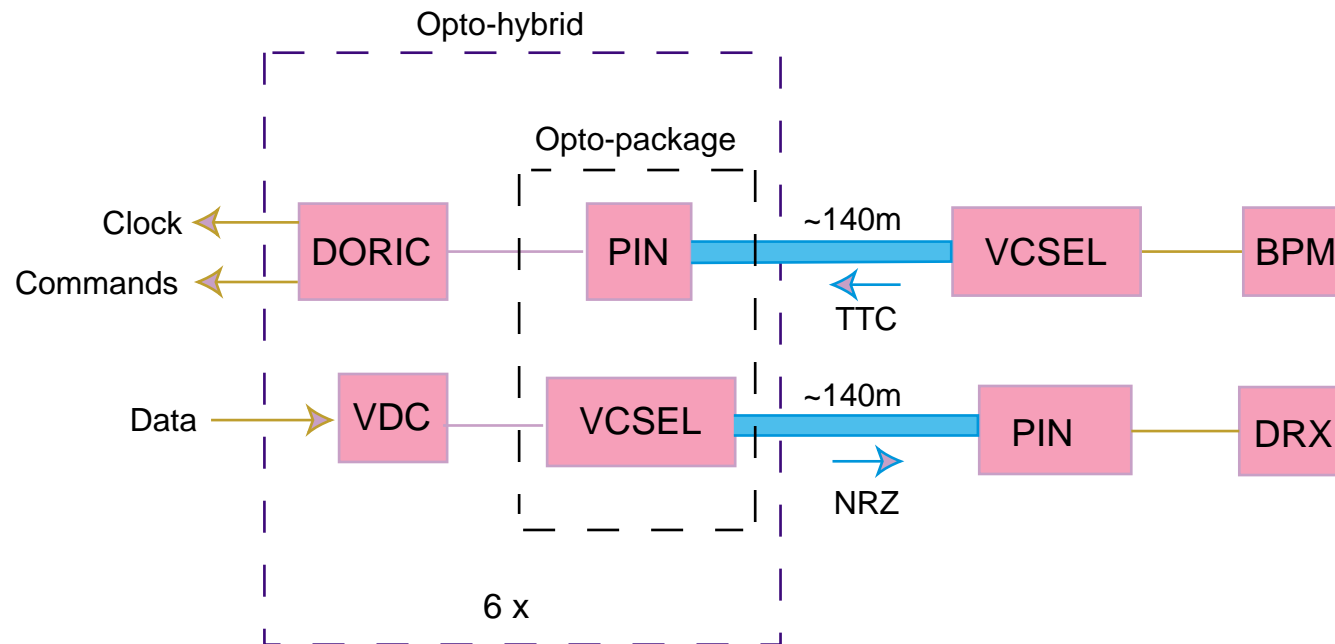 Opto-hybrid
Opto-package
Clock
Commands
DORIC
PIN
~140m
TTC
VCSEL
BPM
Data
VDC
VCSEL
~140m
NRZ
PIN
DRX
6 x